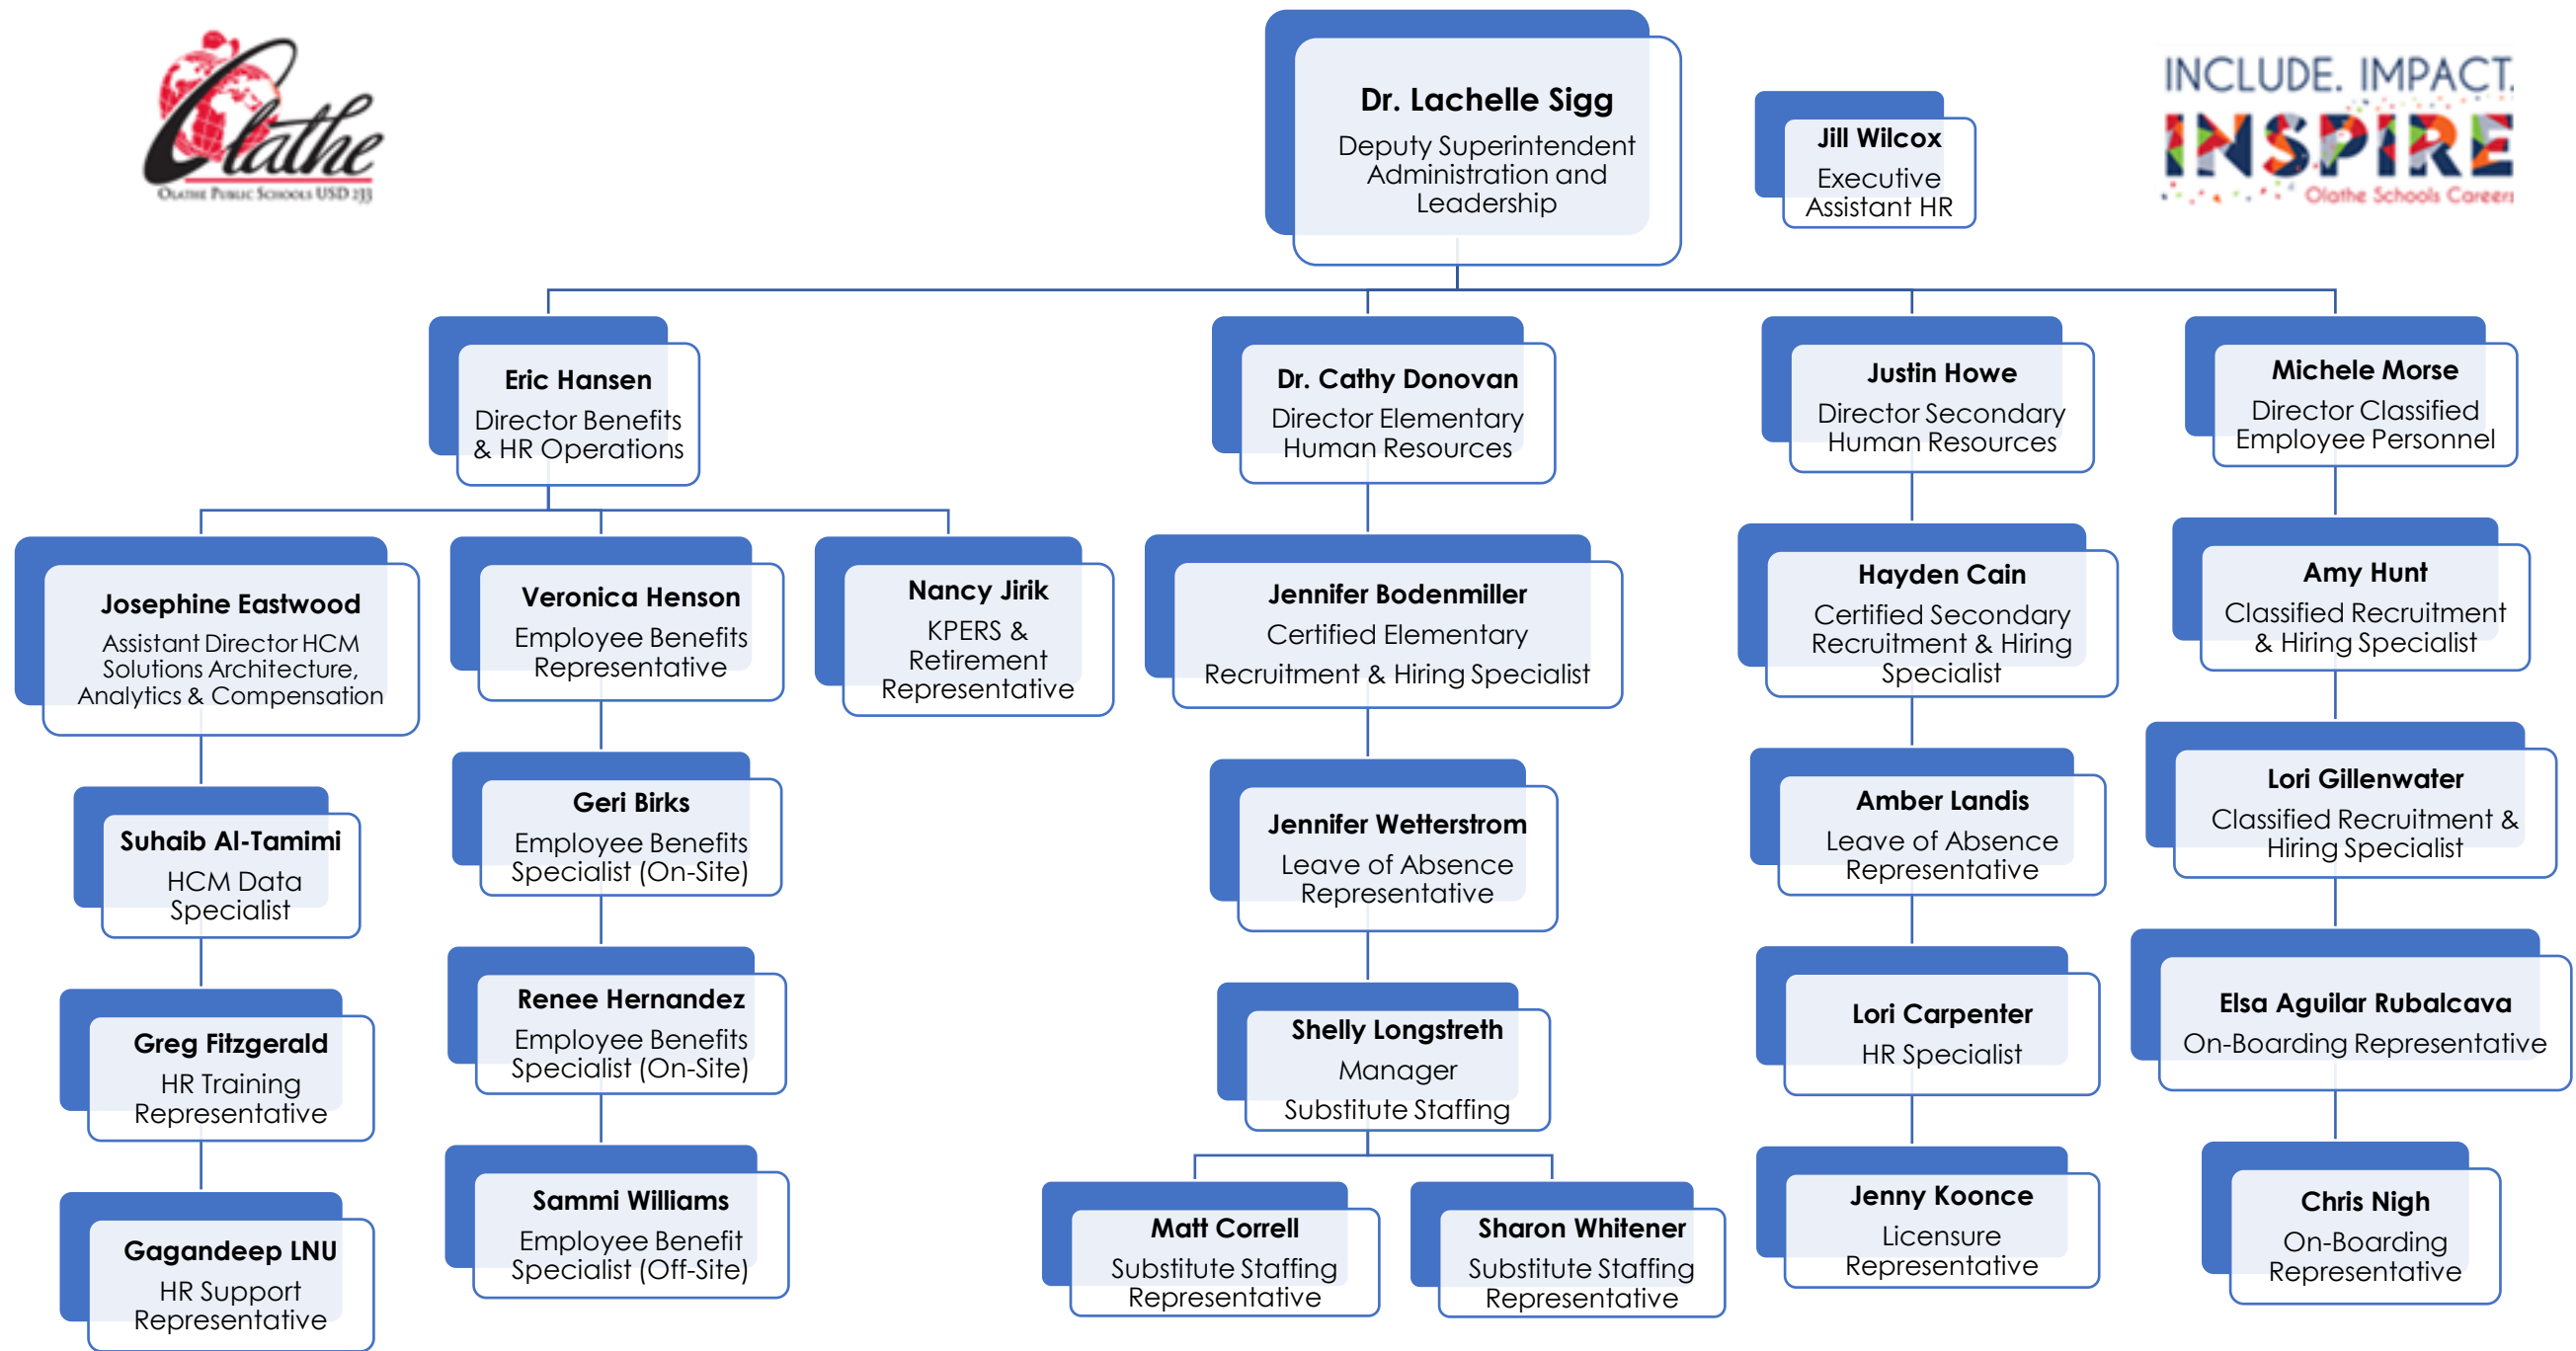 Olathe
OLATHE PUBLIC SCHOOLS USD 233
Dr. Lachelle Sigg
Deputy Superintendent
Administration and
Leadership
Jill Wilcox
Executive
Assistant HR
INCLUDE. IMPACT.
INSPIRE
Olathe Schools Careers
Eric Hansen
Director Benefits
& HR Operations
Dr. Cathy Donovan
Director Elementary
Human Resources
Justin Howe
Director Secondary
Human Resources
Michele Morse
Director Classified
Employee Personnel
Josephine Eastwood
Assistant Director HCM
Solutions Architecture,
Analytics & Compensation
Veronica Henson
Employee Benefits
Representative
Nancy Jirik
KPERS &
Retirement
Representative
Jennifer Bodenmiller
Certified Elementary
Recruitment & Hiring Specialist
Hayden Cain
Certified Secondary
Recruitment & Hiring
Specialist
Amy Hunt
Classified Recruitment
& Hiring Specialist
Suhaib Al-Tamimi
HCM Data
Specialist
Geri Birks
Employee Benefits
Specialist (On-Site)
Jennifer Wetterstrom
Leave of Absence
Representative
Amber Landis
Leave of Absence
Representative
Lori Gillenwater
Classified Recruitment &
Hiring Specialist
Greg Fitzgerald
HR Training
Representative
Renee Hernandez
Employee Benefits
Specialist (On-Site)
Shelly Longstreth
Manager
Substitute Staffing
Lori Carpenter
HR Specialist
Elsa Aguilar Rubalcava
On-Boarding Representative
Gagandeep LNU
HR Support
Representative
Sammi Williams
Employee Benefit
Specialist (Off-Site)
Matt Correll
Substitute Staffing
Representative
Sharon Whitener
Substitute Staffing
Representative
Jenny Koonce
Licensure
Representative
Chris Nigh
On-Boarding
Representative